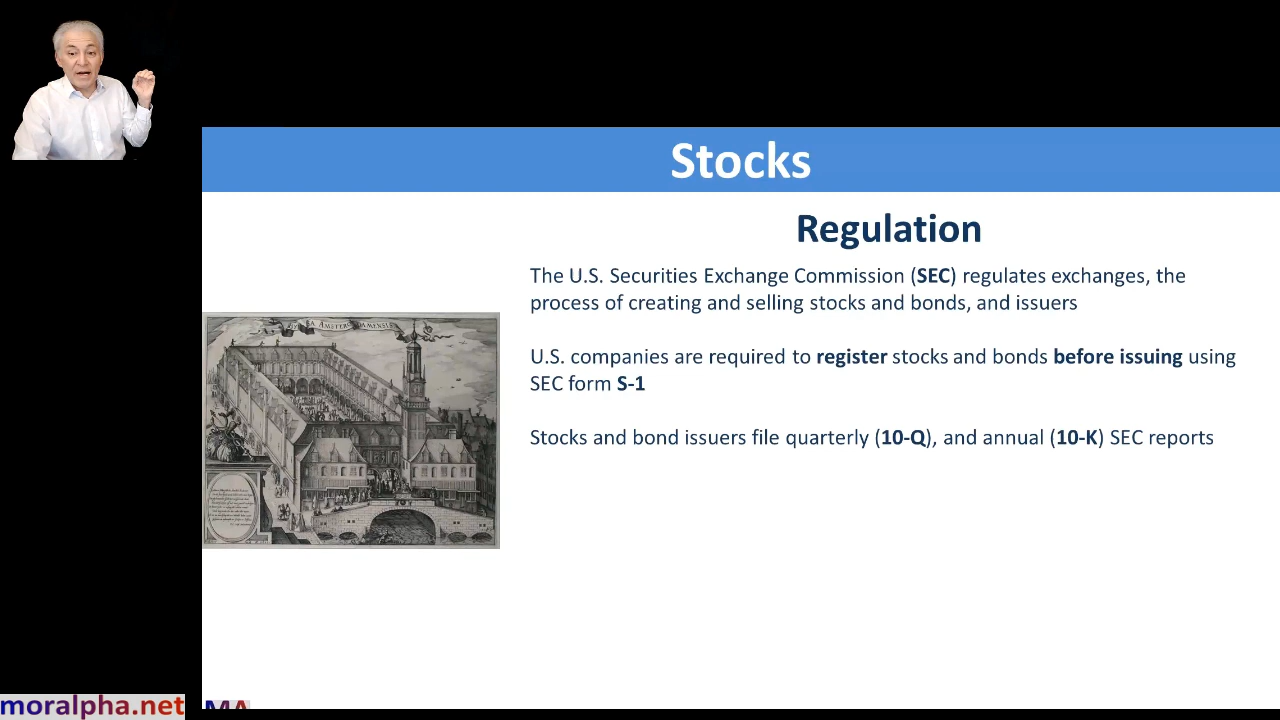 Stocks
Regulation
The U.S. Securities Exchange Commission (SEC) regulates exchanges, the
process of creating and selling stocks and bonds, and issuers
U.S. companies are required to register stocks and bonds before issuing using
SEC form S-1
Stocks and bond issuers file quarterly (10-Q), and annual (10-K) SEC reports
moralpha.net
MA